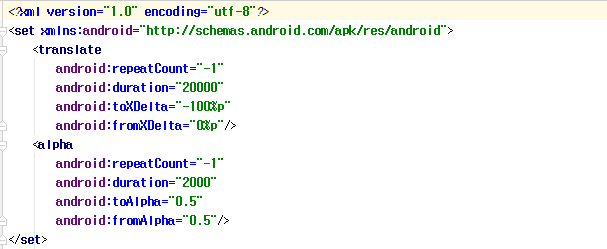 <?xml version="1.0" encoding="utf-8"?>
<set xmlns:android="http://schemas.android.com/apk/res/android">
<translate
android:repeatCount="-1"
android:duration="20000"
android:toXDelta="-100%p"
android:fromXDelta="0%p"/>
<alpha
android:repeatCount="-1"
android:duration="2000"
android:toAlpha="0.5"
android:fromAlpha="0.5"/>
</set>